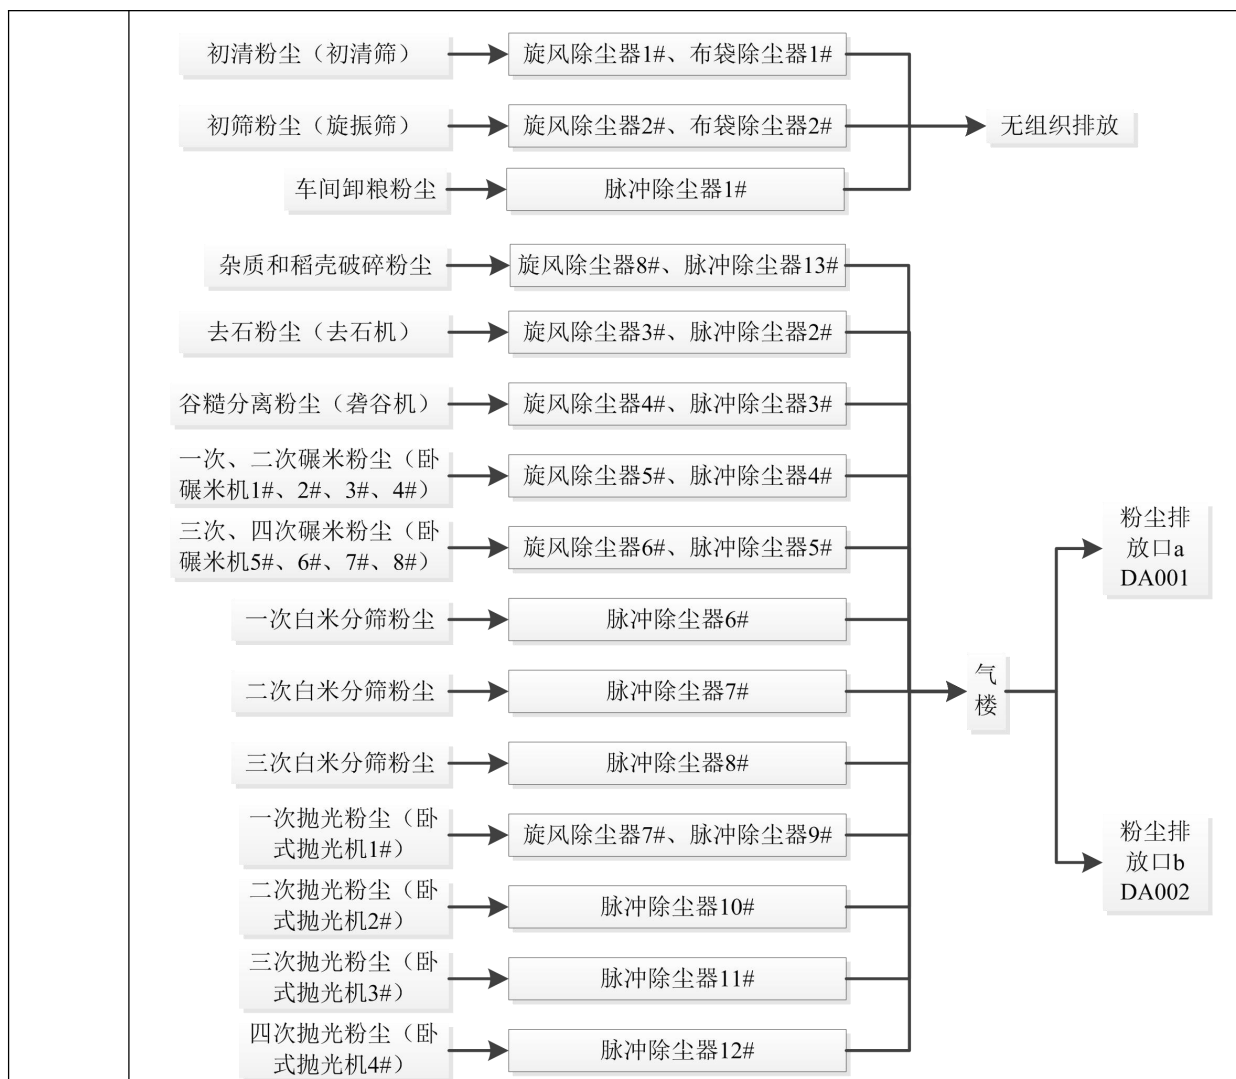 初清粉尘（初清筛）
旋风除尘器1#、布袋除尘器1#
初筛粉尘（旋振筛）
旋风除尘器2#、布袋除尘器2#
无组织排放
车间卸粮粉尘
脉冲除尘器1#
杂质和稻壳破碎粉尘
旋风除尘器8#、脉冲除尘器13#
去石粉尘（去石机）
旋风除尘器3#、脉冲除尘器2#
谷糙分离粉尘（砻谷机）
旋风除尘器4#、脉冲除尘器3#
一次、二次碾米粉尘（卧
碾米机1#、2#、3#、4#）
旋风除尘器5#、脉冲除尘器4#
三次、四次碾米粉尘（卧
碾米机5#、6#、7#、8#）
旋风除尘器6#、脉冲除尘器5#
粉尘排
放口a
DA001
一次白米分筛粉尘
脉冲除尘器6#
二次白米分筛粉尘
脉冲除尘器7#
气
楼
三次白米分筛粉尘
脉冲除尘器8#
一次抛光粉尘（卧
式抛光机1#）
旋风除尘器7#、脉冲除尘器9#
粉尘排
放口b
DA002
二次抛光粉尘（卧
式抛光机2#）
脉冲除尘器10#
三次抛光粉尘（卧
式抛光机3#）
脉冲除尘器11#
四次抛光粉尘（卧
式抛光机4#）
脉冲除尘器12#